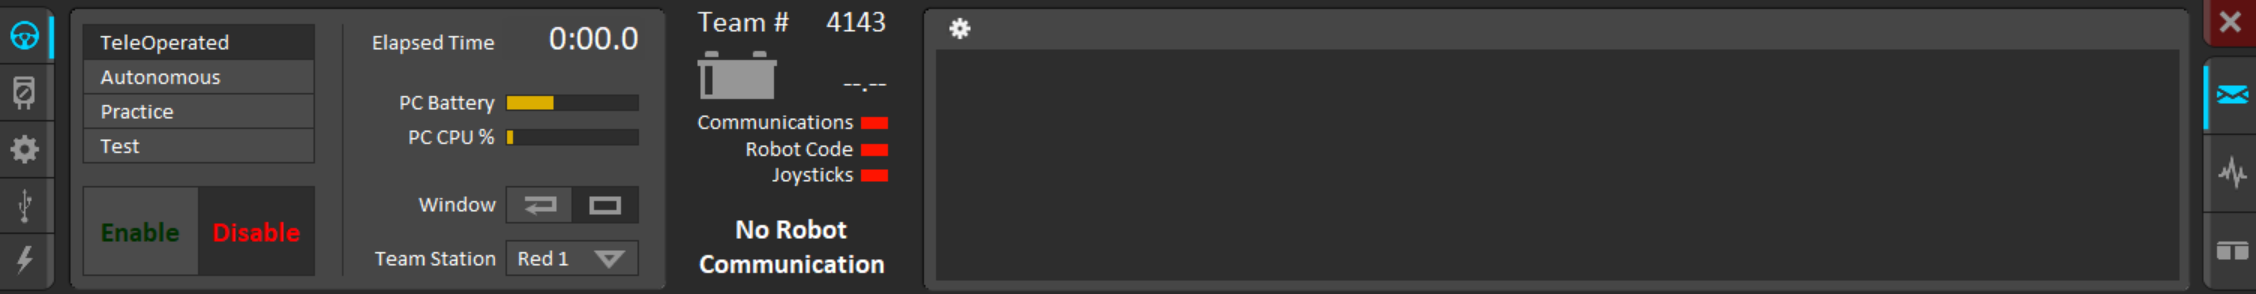 TeleOperated
Autonomous
Practice
Test
Enable Disable
Elapsed Time 0:00.0
PC Battery
PC CPU %
Window
Team Station Red 1
Team # 4143
--.--
Communications
Robot Code
Joysticks
No Robot
Communication